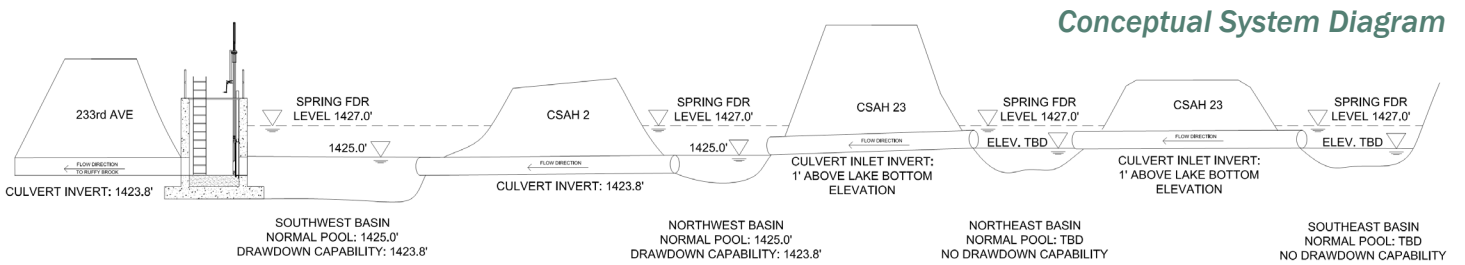 Conceptual System Diagram
233rd AVE
FLOW DIRECTION
TO RUFFY BROOK
CULVERT INVERT: 1423.8'
SPRING FDR
LEVEL 1427.0'
1425.0'
SOUTHWEST BASIN
NORMAL POOL: 1425.0'
DRAWDOWN CAPABILITY: 1423.8'
CSAH 2
FLOW DIRECTION
CULVERT INVERT: 1423.8'
SPRING FDR
LEVEL 1427.0'
1425.0'
NORTHWEST BASIN
NORMAL POOL: 1425.0'
DRAWDOWN CAPABILITY: 1423.8'
CSAH 23
FLOW DIRECTION
CULVERT INLET INVERT:
1' ABOVE LAKE BOTTOM
ELEVATION
SPRING FDR
LEVEL 1427.0'
ELEV. TBD
NORTHEAST BASIN
NORMAL POOL: TBD
NO DRAWDOWN CAPABILITY
CSAH 23
FLOW DIRECTION
CULVERT INLET INVERT:
1' ABOVE LAKE BOTTOM
ELEVATION
SPRING FDR
LEVEL 1427.0'
ELEV. TBD
SOUTHEAST BASIN
NORMAL POOL: TBD
NO DRAWDOWN CAPABILITY